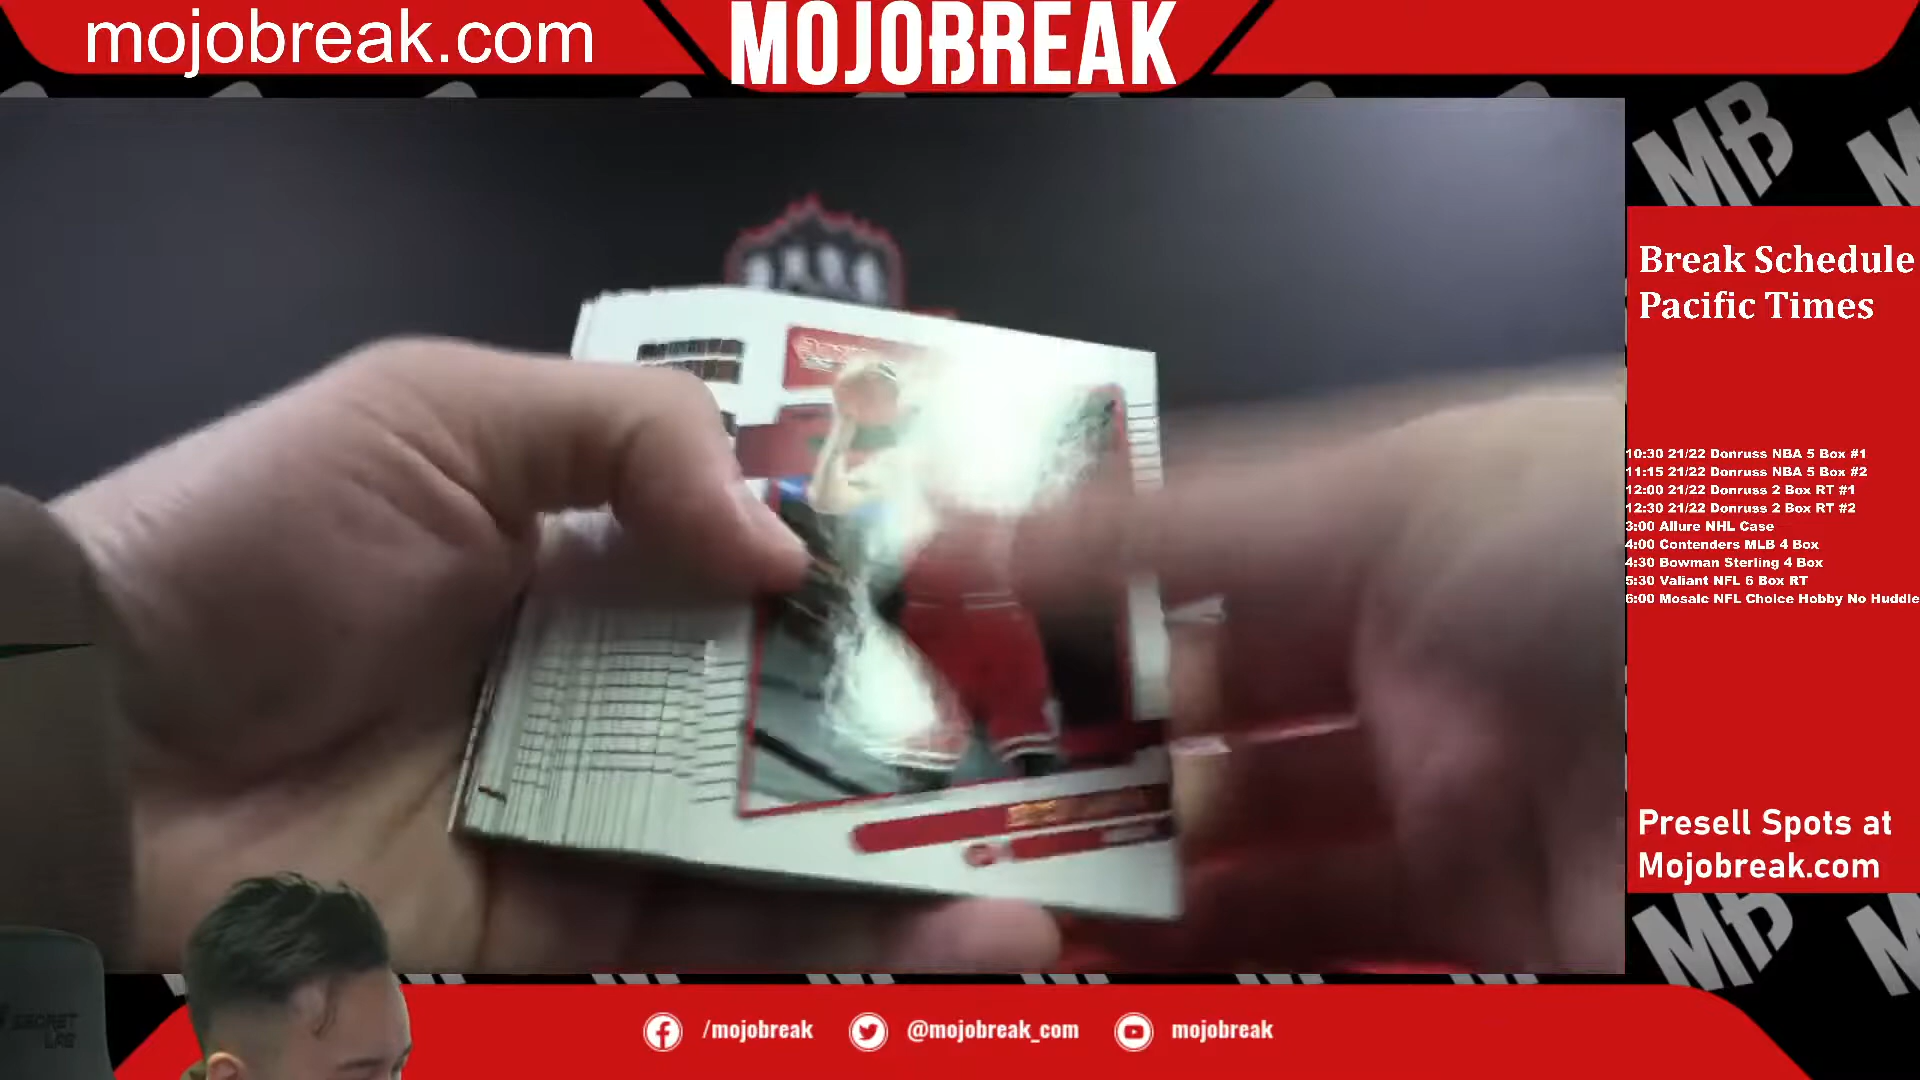 mojobreak.com
MOJOBREAK
MB
Break Schedule
Pacific Times
10:30 21/22 Donruss NBA 5 Box #1
11:15 21/22 Donruss NBA 5 Box #2
12:00 21/22 Donruss 2 Box RT #1
12:30 21/22 Donruss 2 Box RT #2
3:00 Allure NHL Case
4:00 Contenders MLB 4 Box
4:30 Bowman Sterling 4 Box
5:30 Valiant NFL 6 Box RT
6:00 Mosaic NFL Choice Hobby No Huddle
Presell Spots at
Mojobreak.com
MB
SECRET
LAB
/mojobreak
@mojobreak_com
mojobreak